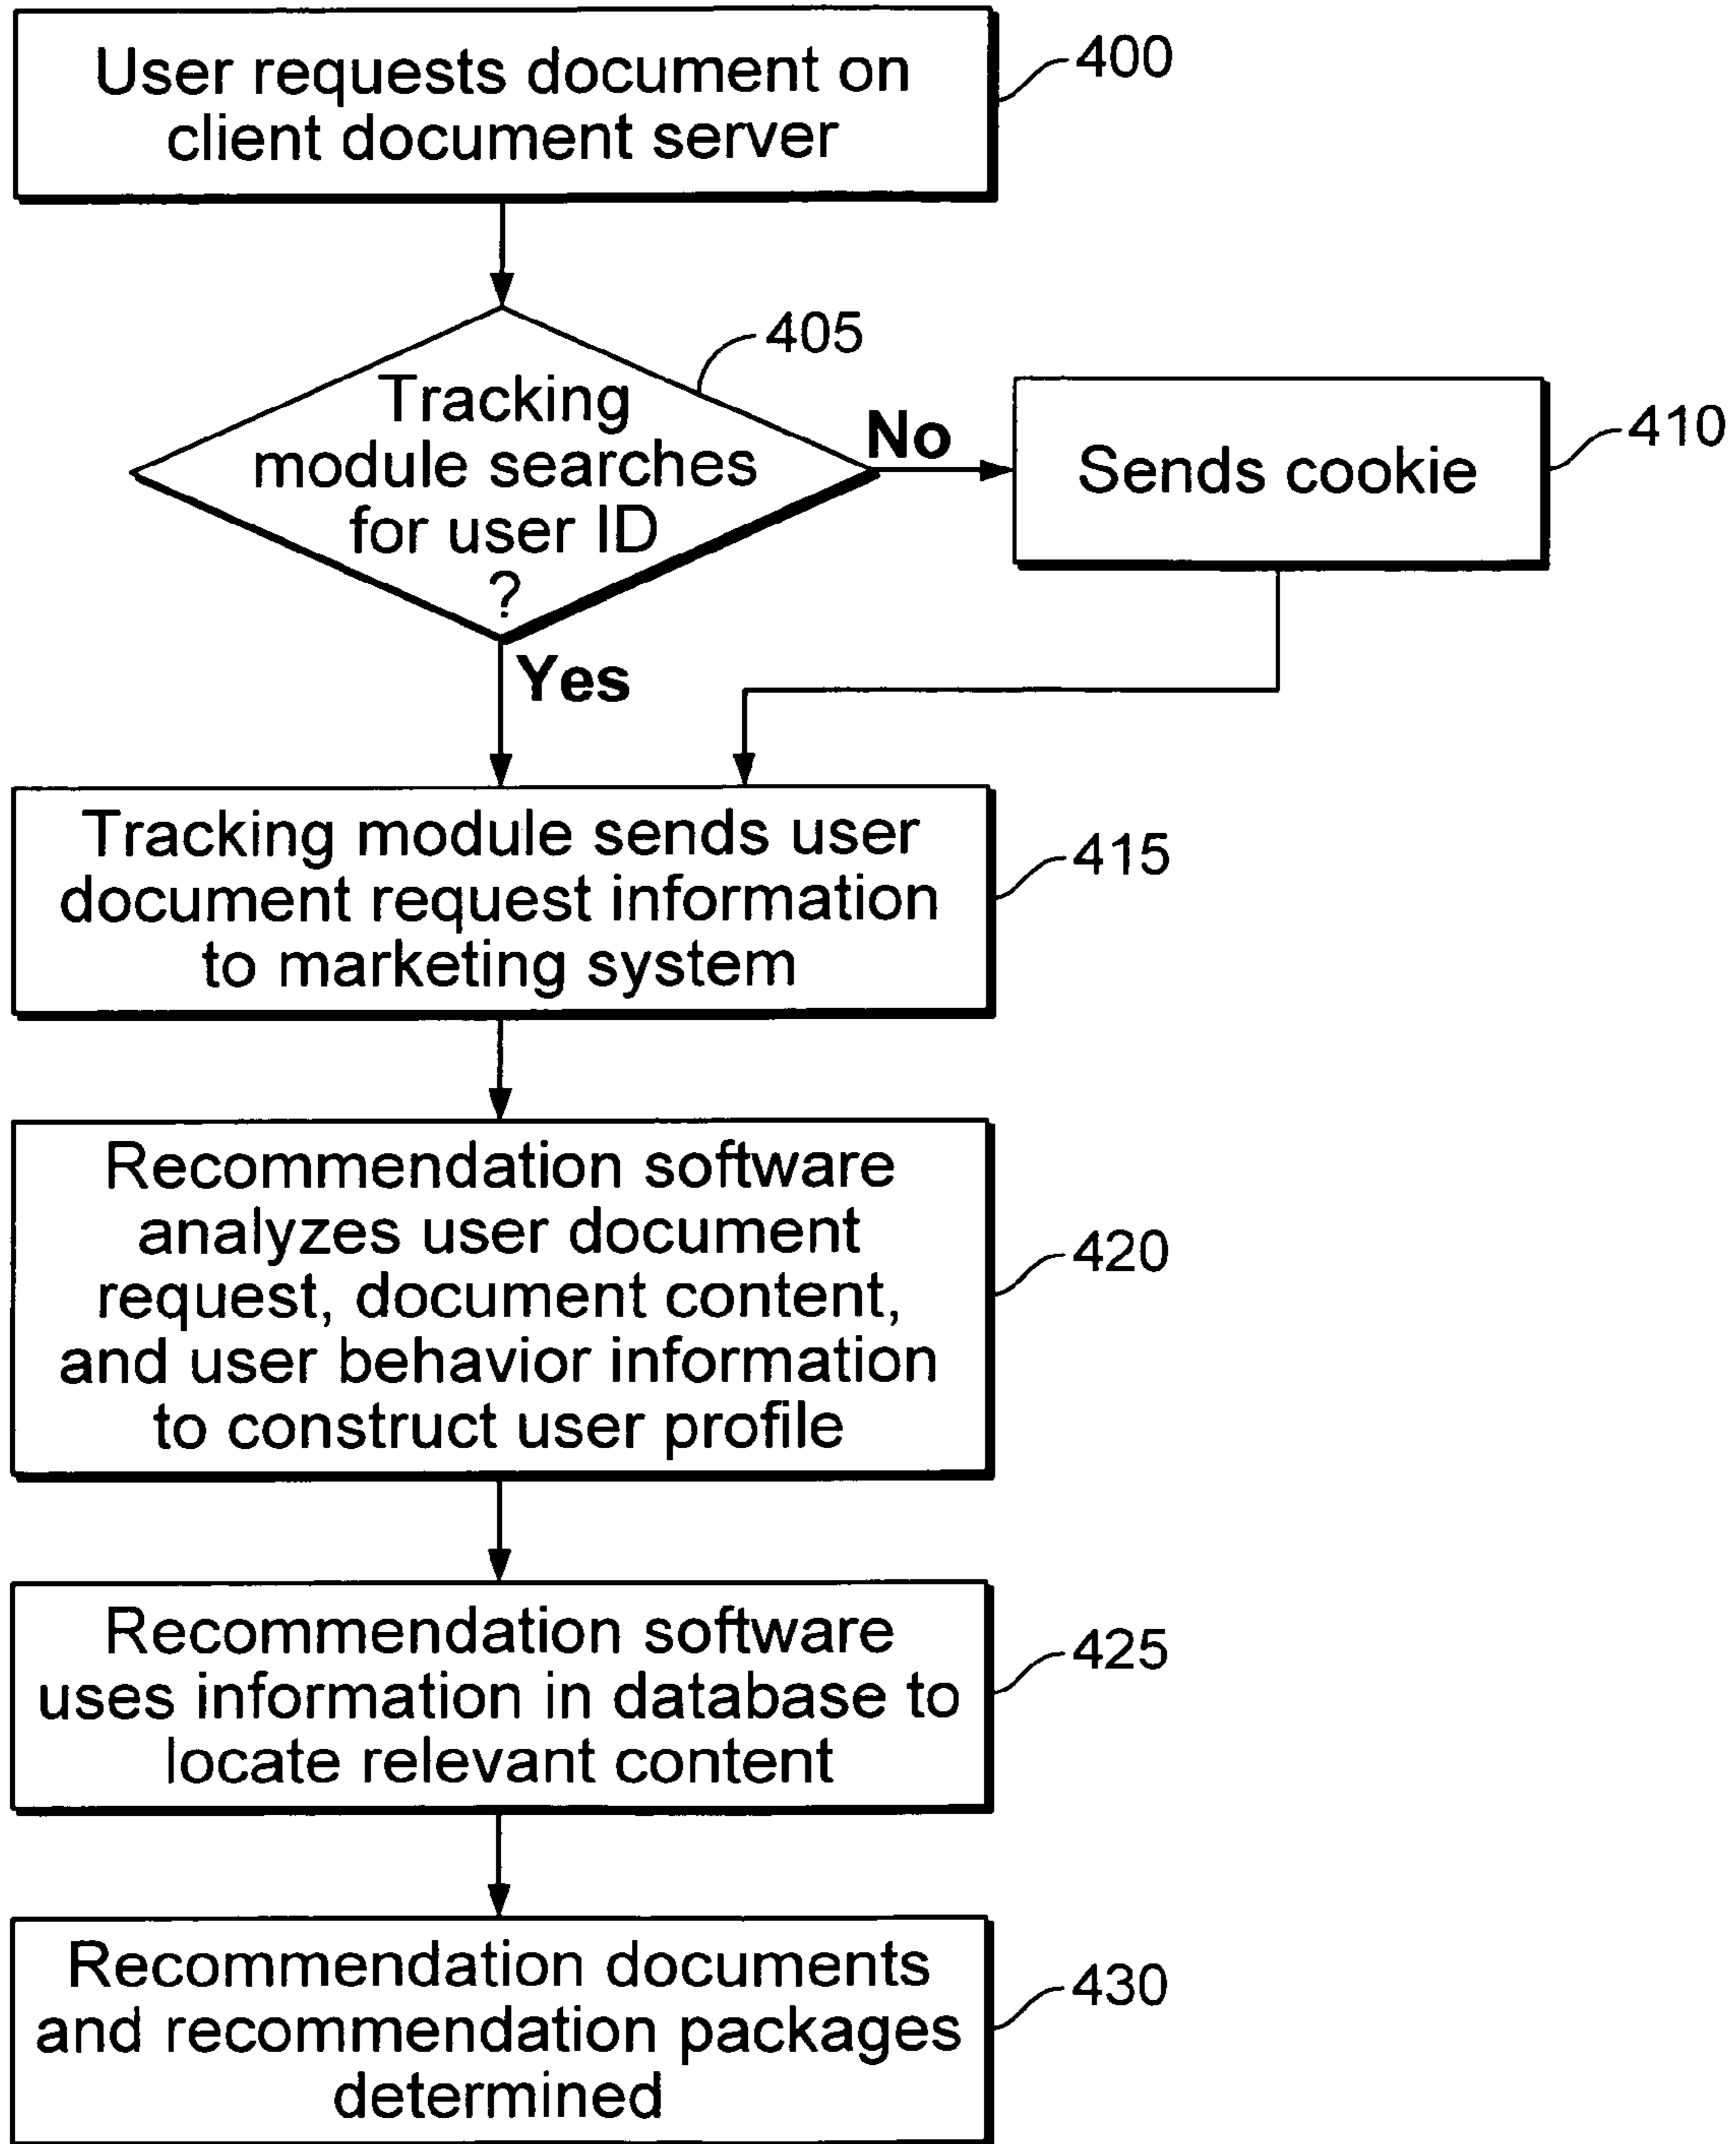 User requests document on
client document server
400
Tracking
module searches
for user ID
?
405
No
Sends cookie
410
Yes
Tracking module sends user
document request information
to marketing system
415
Recommendation software
analyzes user document
request, document content,
and user behavior information
to construct user profile
420
Recommendation software
uses information in database to
locate relevant content
425
Recommendation documents
and recommendation packages
determined
430